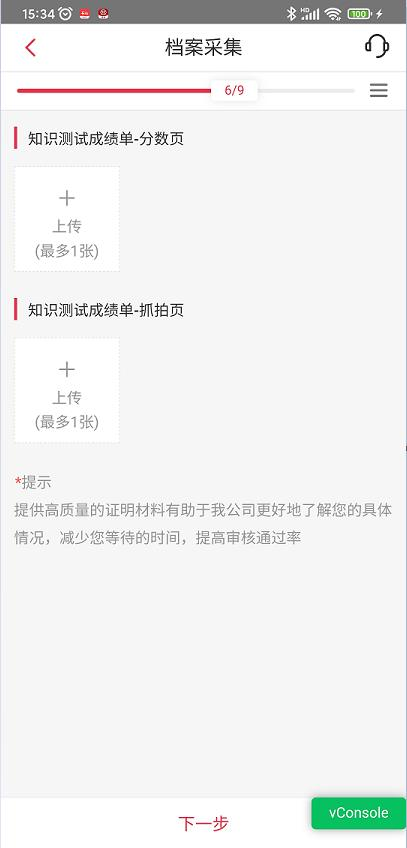 15:34 HD 100
档案采集
6/9
知识测试成绩单-分数页
上传
(最多1张)
知识测试成绩单-抓拍页
上传
(最多1张)
*提示
提供高质量的证明材料有助于我公司更好地了解您的具体
情况，减少您等待的时间，提高审核通过率
vConsole
下一步